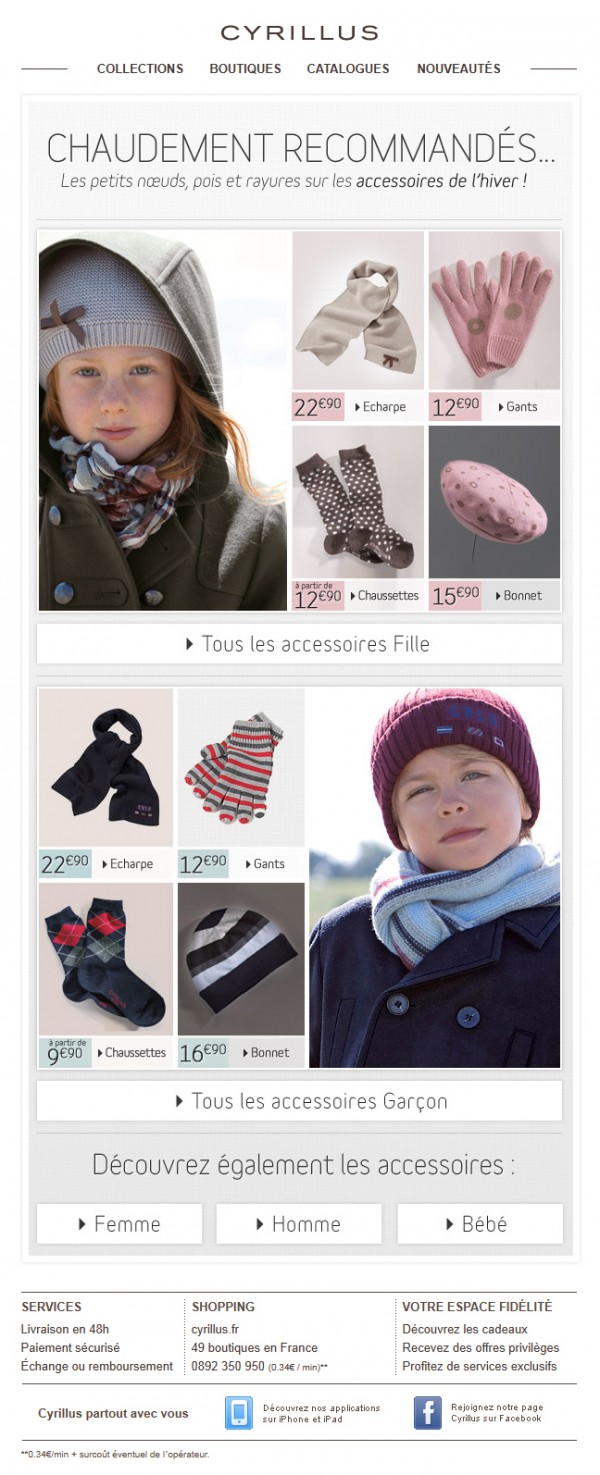 CYRILLUS
COLLECTIONS BOUTIQUES CATALOGUES NOUVEAUTÉS
CHAUDEMENT RECOMMANDÉS...
Les petits nœuds, pois et rayures sur les accessoires de l'hiver !
22€90 Echarpe
12€90 Gants
à partir de
12€90 Chaussettes
15€90 Bonnet
Tous les accessoires Fille
22€90 Echarpe
12€90 Gants
à partir de
9€90 Chaussettes
16€90 Bonnet
Tous les accessoires Garçon
Découvrez également les accessoires :
Femme Homme Bébé
SERVICES
Livraison en 48h
Paiement sécurisé
Échange ou remboursement
SHOPPING
cyrillus.fr
49 boutiques en France
0892 350 950 (0.34€ / min)**
VOTRE ESPACE FIDÉLITÉ
Découvrez les cadeaux
Recevez des offres privilèges
Profitez de services exclusifs
Cyrillus partout avec vous
Découvrez nos applications
sur iPhone et iPad
Rejoignez notre page
Cyrillus sur Facebook
**0.34€/min + surcoût éventuel de l'opérateur.